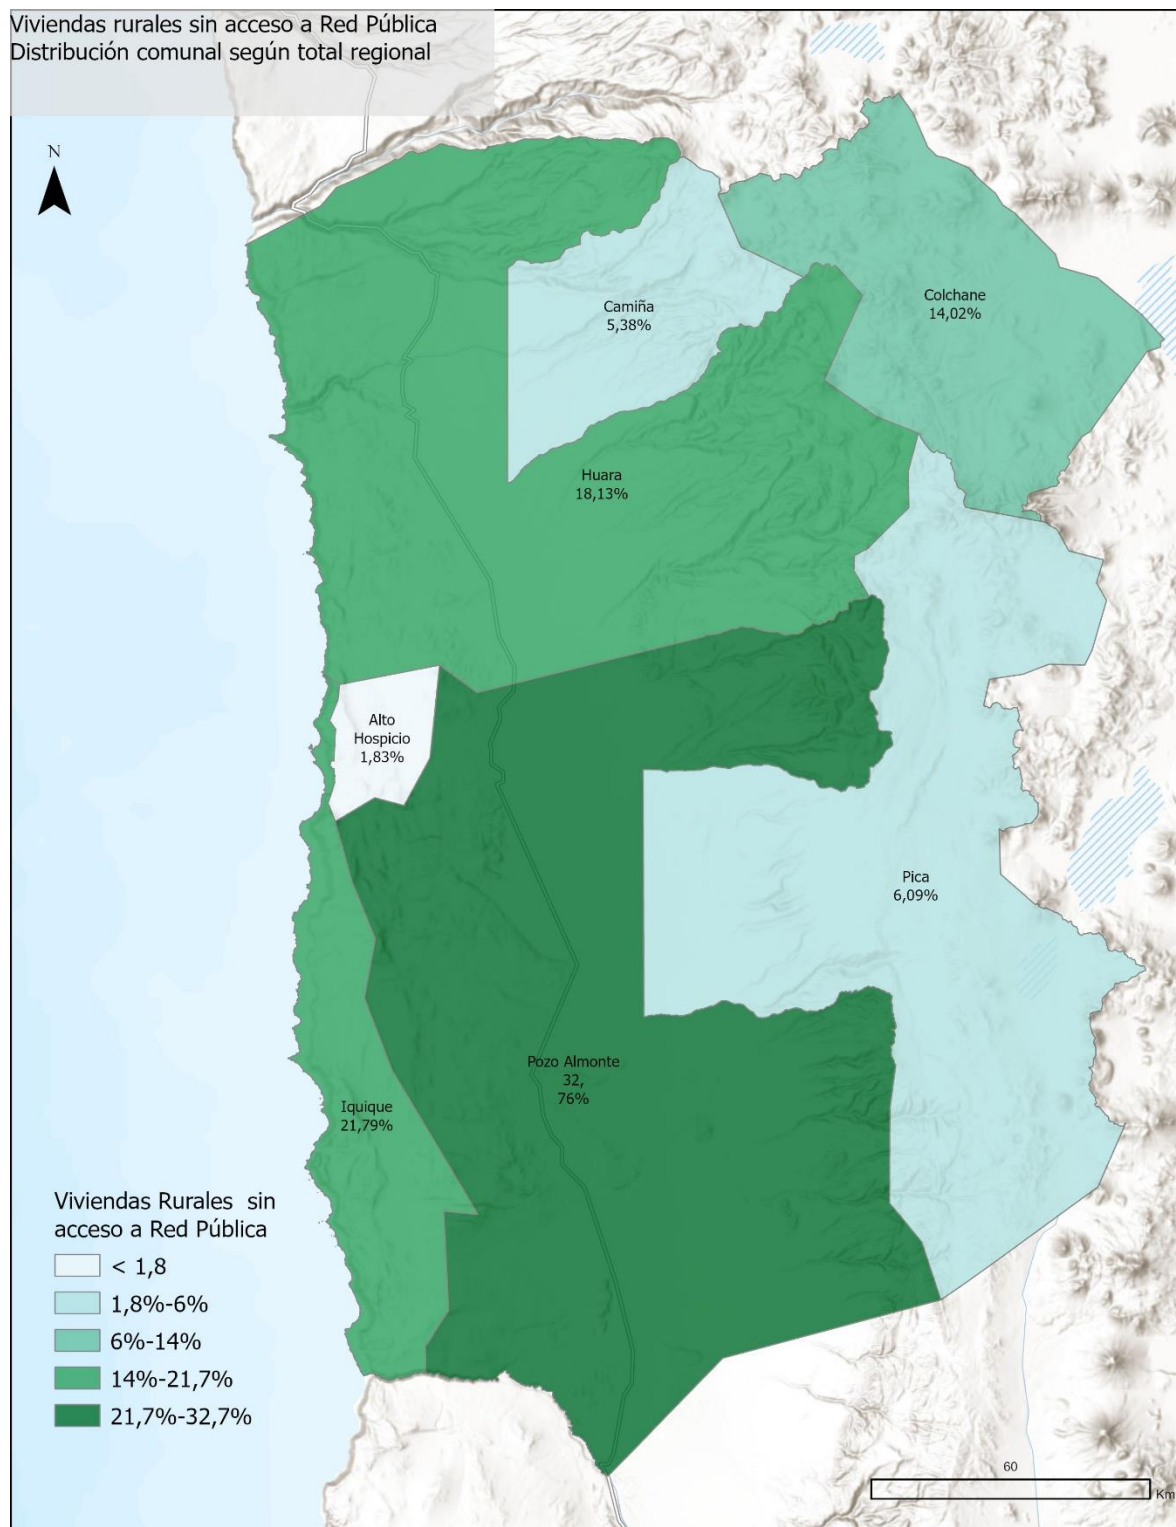 Viviendas rurales sin acceso a Red Pública
Distribución comunal según total regional
N
Camiña
5,38%
Colchane
14,02%
Huara
18,13%
Alto
Hospicio
1,83%
Pica
6,09%
Pozo Almonte
32,
76%
Iquique
21,79%
Viviendas Rurales sin
acceso a Red Pública
< 1,8
1,8%-6%
6%-14%
14%-21,7%
21,7%-32,7%
60
Km